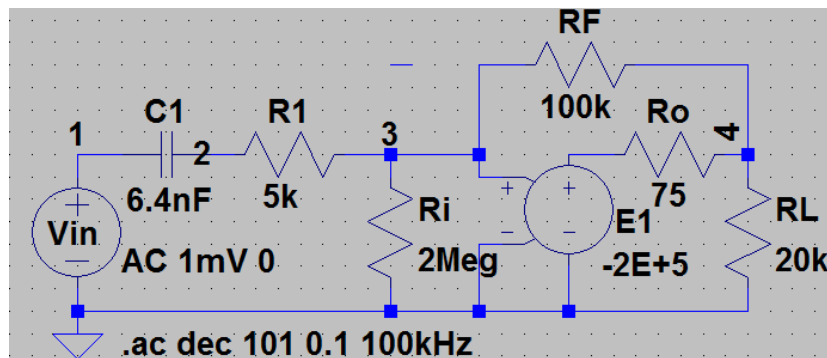 RF
100k
C1
R1
1
2
3
Ro
4
6.4nF
5k
75
Vin
AC 1mV 0
+
−
Ri
2Meg
+
−
+
−
E1
-2E+5
RL
20k
.ac dec 101 0.1 100kHz